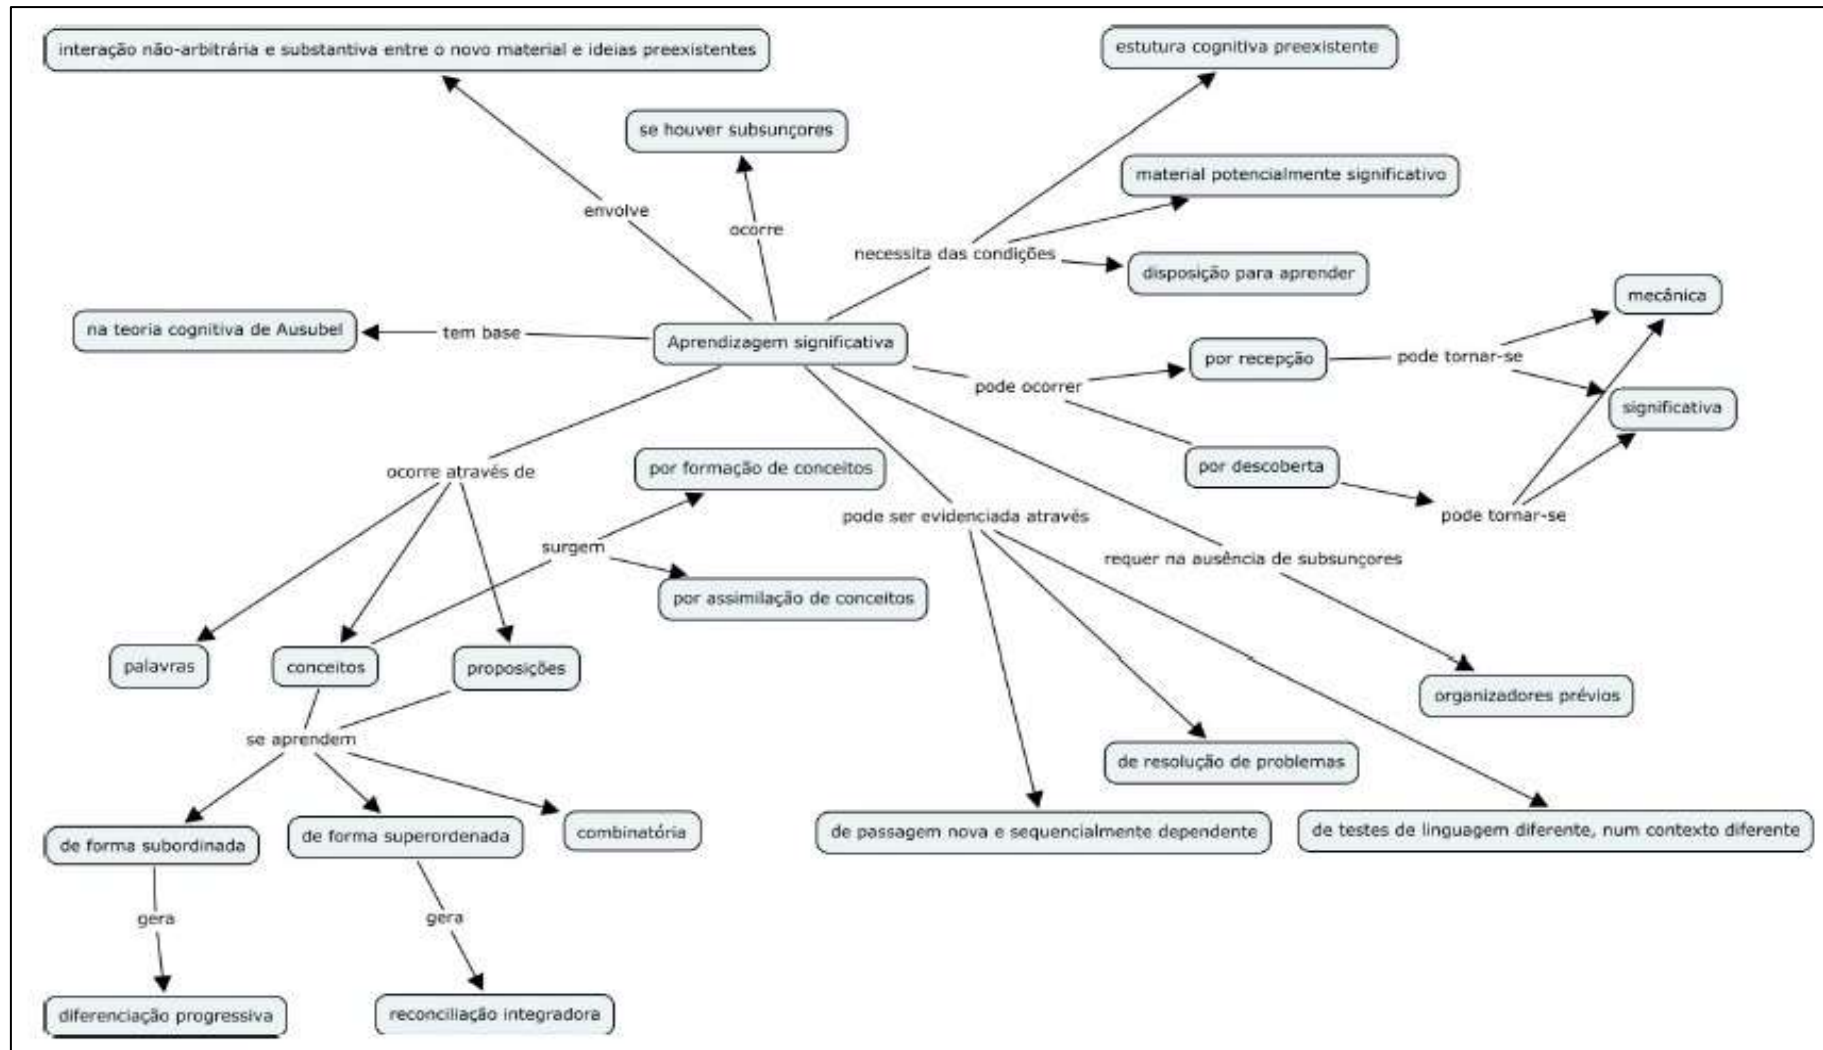 interação não-arbitrária e substantiva entre o novo material e ideias preexistentes
estutura cognitiva preexistente
se houver subsunçores
material potencialmente significativo
envolve
ocorre
necessita das condições
disposição para aprender
mecânica
na teoria cognitiva de Ausubel
tem base
Aprendizagem significativa
por recepção
pode tornar-se
pode ocorrer
significativa
por formação de conceitos
por descoberta
ocorre através de
pode ser evidenciada através
pode tornar-se
surgem
requer na ausência de subsunçores
por assimilação de conceitos
palavras
conceitos
proposições
organizadores prévios
se aprendem
de resolução de problemas
de forma subordinada
de forma superordenada
combinatória
de passagem nova e sequencialmente dependente
de testes de linguagem diferente, num contexto diferente
gera
gera
diferenciação progressiva
reconciliação integradora